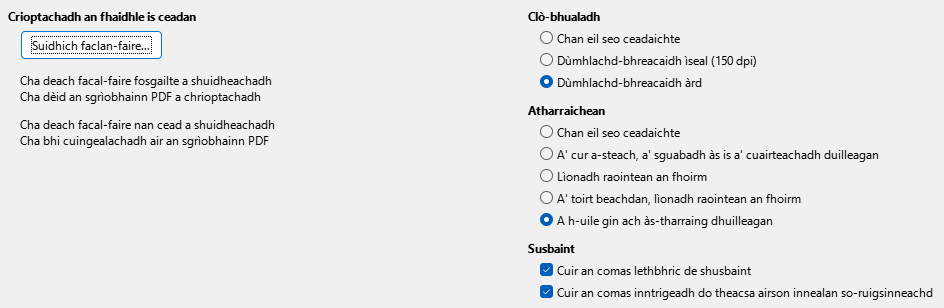 Crioptachadh an fhaidhle is ceadan
Suidhich faclan-faire...
Cha deach facal-faire fosgailte a shuidheachadh
Cha dèid an sgrìobhainn PDF a chrioptachadh
Cha deach facal-faire nan cead a suidheachadh
Cha bhi cuingealachadh air an sgrìobhainn PDF
Clò-bhualadh
Chan eil seo ceadaichte
Dùmhlachd-bhreacaidh ìseal (150 dpi)
Dùmhlachd-bhreacaidh àrd
Atharraichean
Chan eil seo ceadaichte
A' cur a-steach, a' sguabadh às is a' cuairteachadh duilleagan
Lìonadh raointean an fhoirm
A' toirt beachdan, lìonadh raointean an fhoirm
A h-uile gin ach às-tharraing dhuilleagan
Susbaint
Cuir an comas lethbhric de shusbaint
Cuir an comas inntrigeadh do theacsa airson innealan so-ruigsinneachd